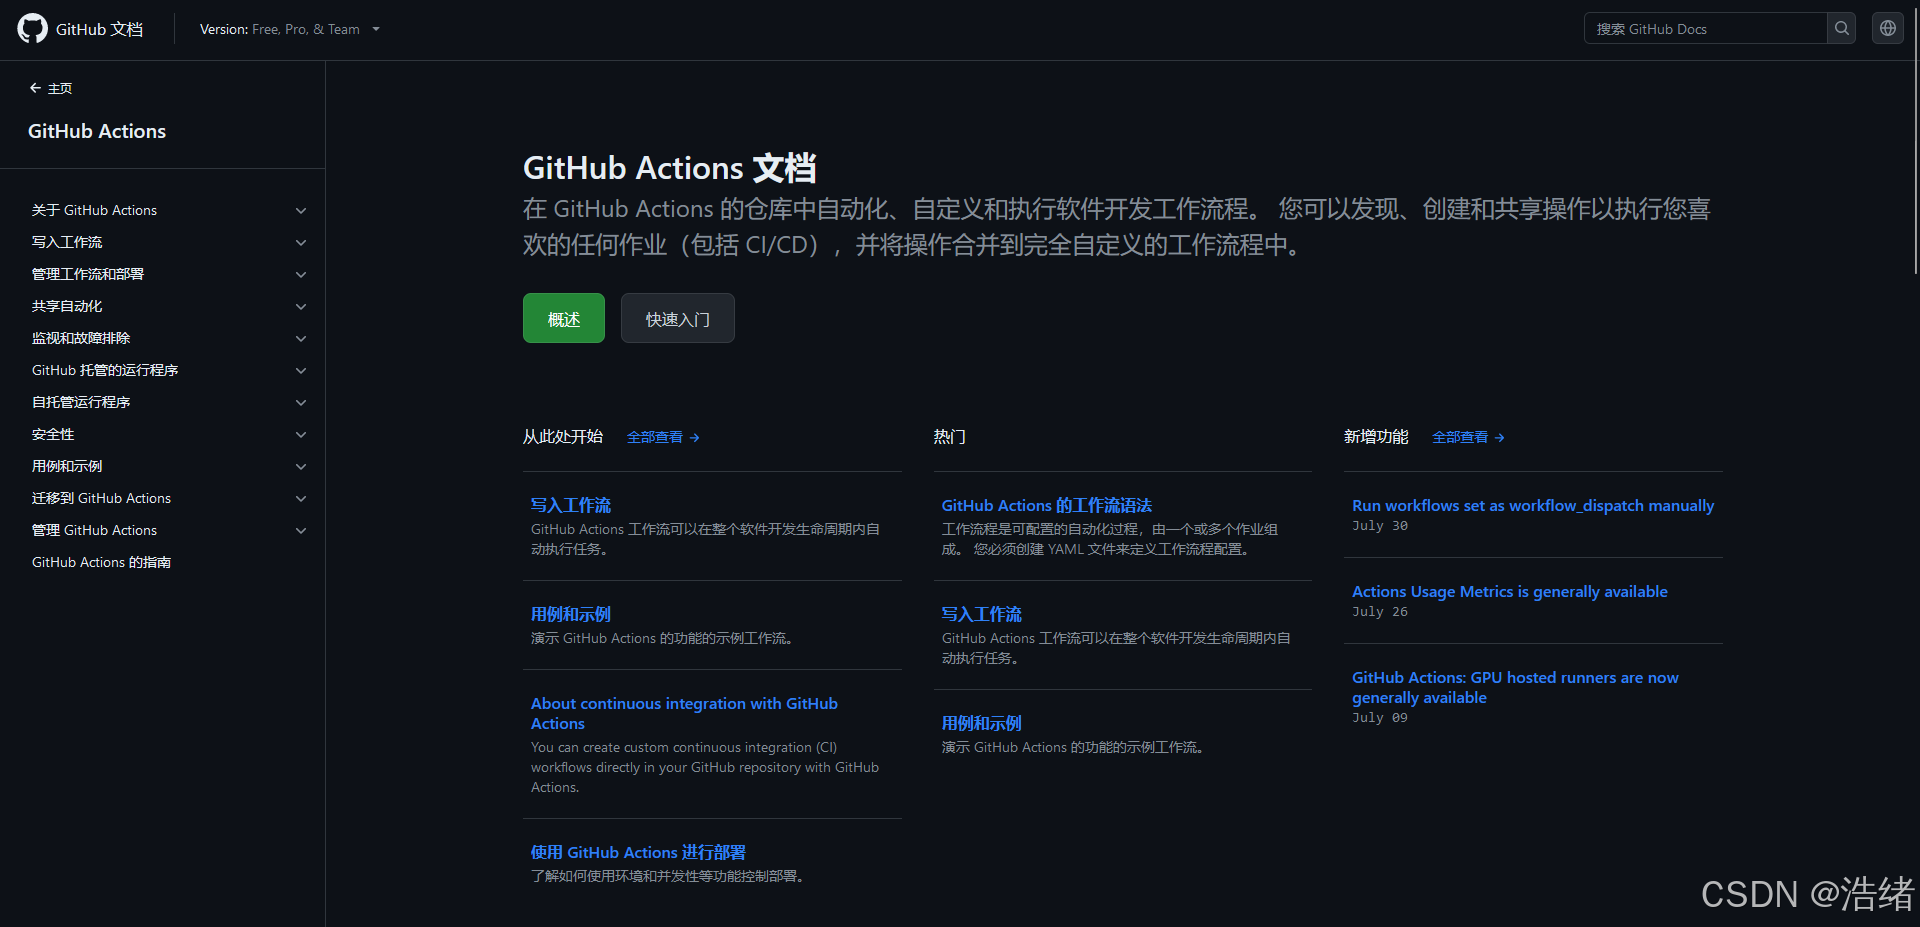 GitHub 文档
Version: Free, Pro, & Team
搜索 GitHub Docs
主页
GitHub Actions
关于 GitHub Actions
写入工作流
管理工作流和部署
共享自动化
监视和故障排除
GitHub 托管的运行程序
自托管运行程序
安全性
用例和示例
迁移到 GitHub Actions
管理 GitHub Actions
GitHub Actions 的指南
GitHub Actions 文档
在 GitHub Actions 的仓库中自动化、自定义和执行软件开发工作流程。 您可以发现、创建和共享操作以执行您喜
欢的任何作业（包括 CI/CD），并将操作合并到完全自定义的工作流程中。
概述
快速入门
从此处开始
全部查看
写入工作流
GitHub Actions 工作流可以在整个软件开发生命周期内自
动执行任务。
用例和示例
演示 GitHub Actions 的功能的示例工作流。
About continuous integration with GitHub
Actions
You can create custom continuous integration (CI)
workflows directly in your GitHub repository with GitHub
Actions.
使用 GitHub Actions 进行部署
了解如何使用环境和并发性等功能控制部署。
热门
GitHub Actions 的工作流语法
工作流程是可配置的自动化过程，由一个或多个作业组
成。 您必须创建 YAML 文件来定义工作流程配置。
写入工作流
GitHub Actions 工作流可以在整个软件开发生命周期内自
动执行任务。
用例和示例
演示 GitHub Actions 的功能的示例工作流。
新增功能
全部查看
Run workflows set as workflow_dispatch manually
July 30
Actions Usage Metrics is generally available
July 26
GitHub Actions: GPU hosted runners are now
generally available
July 09
CSDN @浩绪